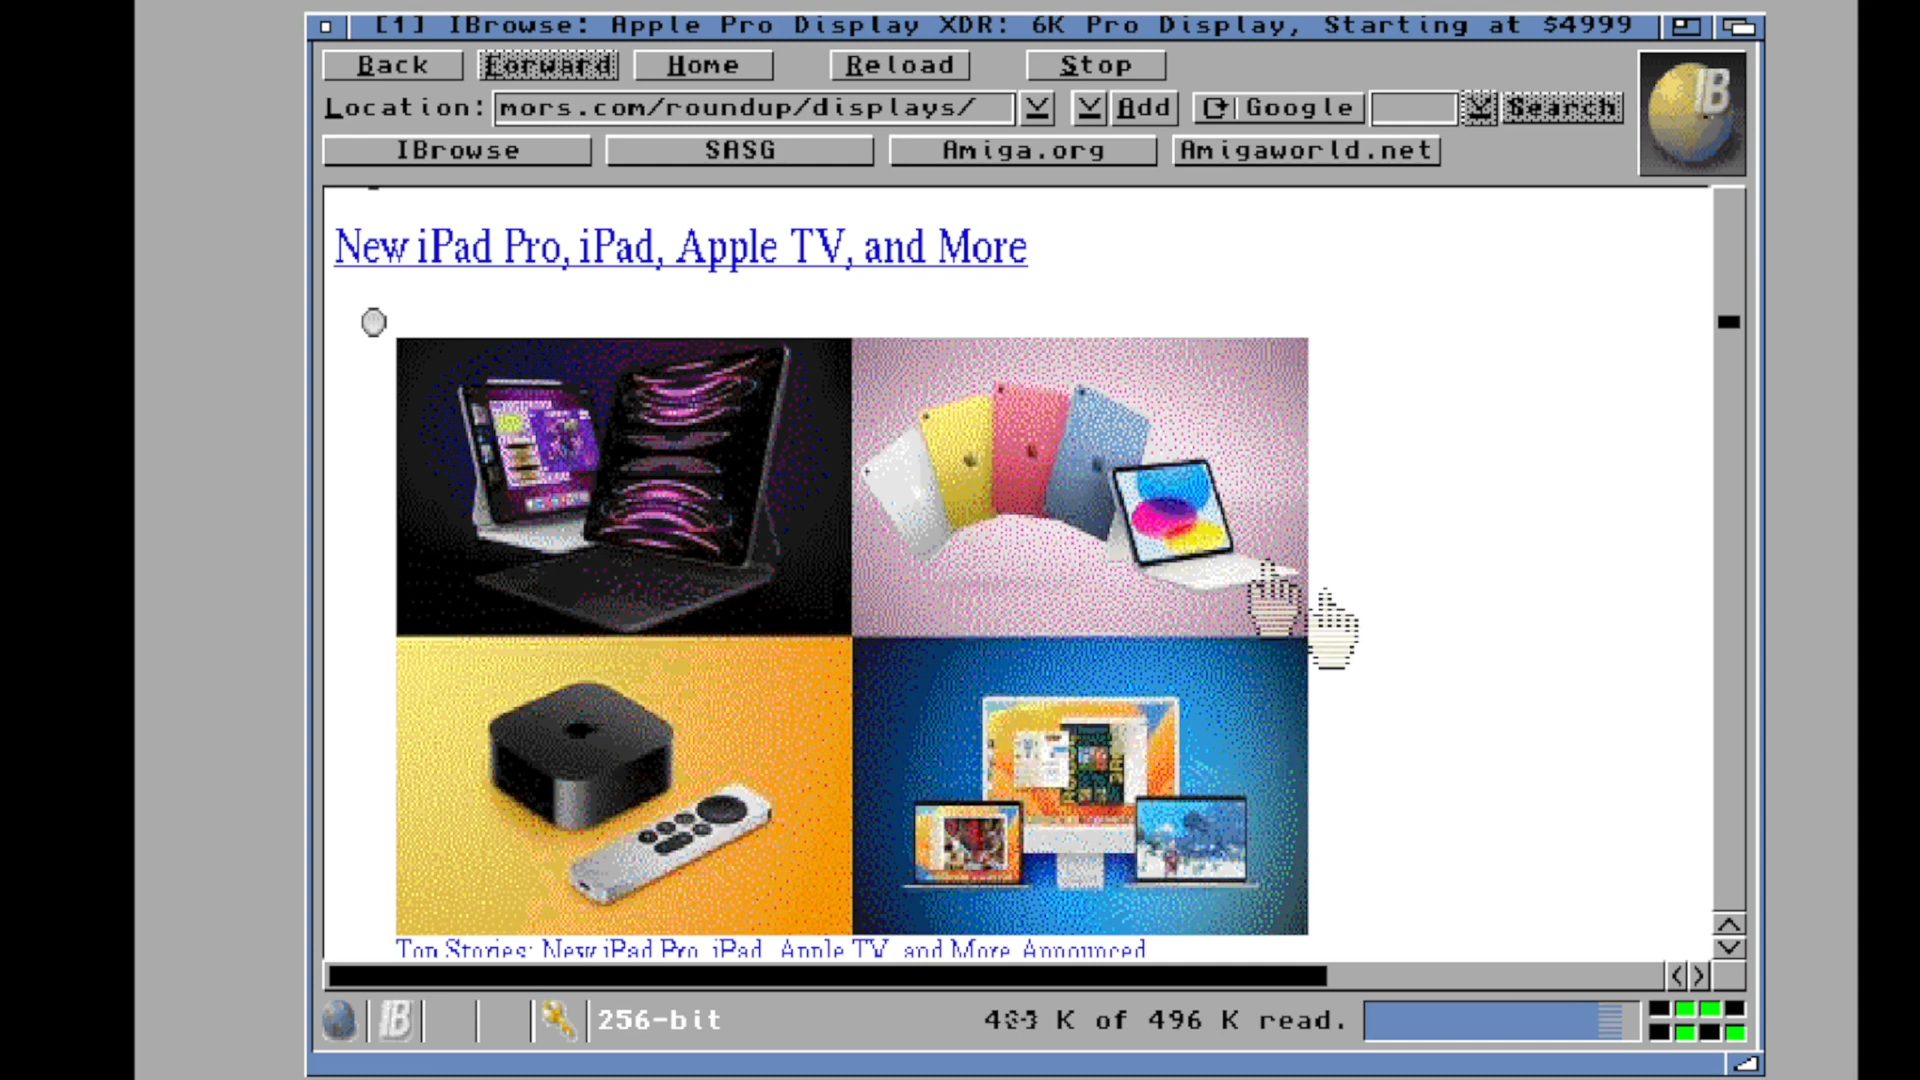 [1] IBrowse: Apple Pro Display XDR: 6K Pro Display, Starting at $4999
Back Forward Home Reload Stop
Location: mors.com/roundup/displays/ Add Google Search
IBrowse SASG Amiga.org Amigaworld.net
IB
New iPad Pro, iPad, Apple TV, and More
Top Stories: New iPad Pro, iPad, Apple TV, and More Announced
IB 256-bit K of 496 K read.